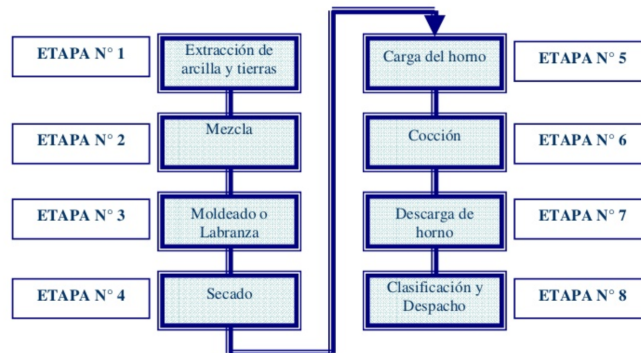 ETAPA N° 1
Extracción de
arcilla y tierras
ETAPA N° 2
Mezcla
ETAPA N° 3
Moldeado o
Labranza
ETAPA N° 4
Secado
Carga del horno
ETAPA N° 5
Cocción
ETAPA N° 6
Descarga de
horno
ETAPA N° 7
Clasificación y
Despacho
ETAPA N° 8